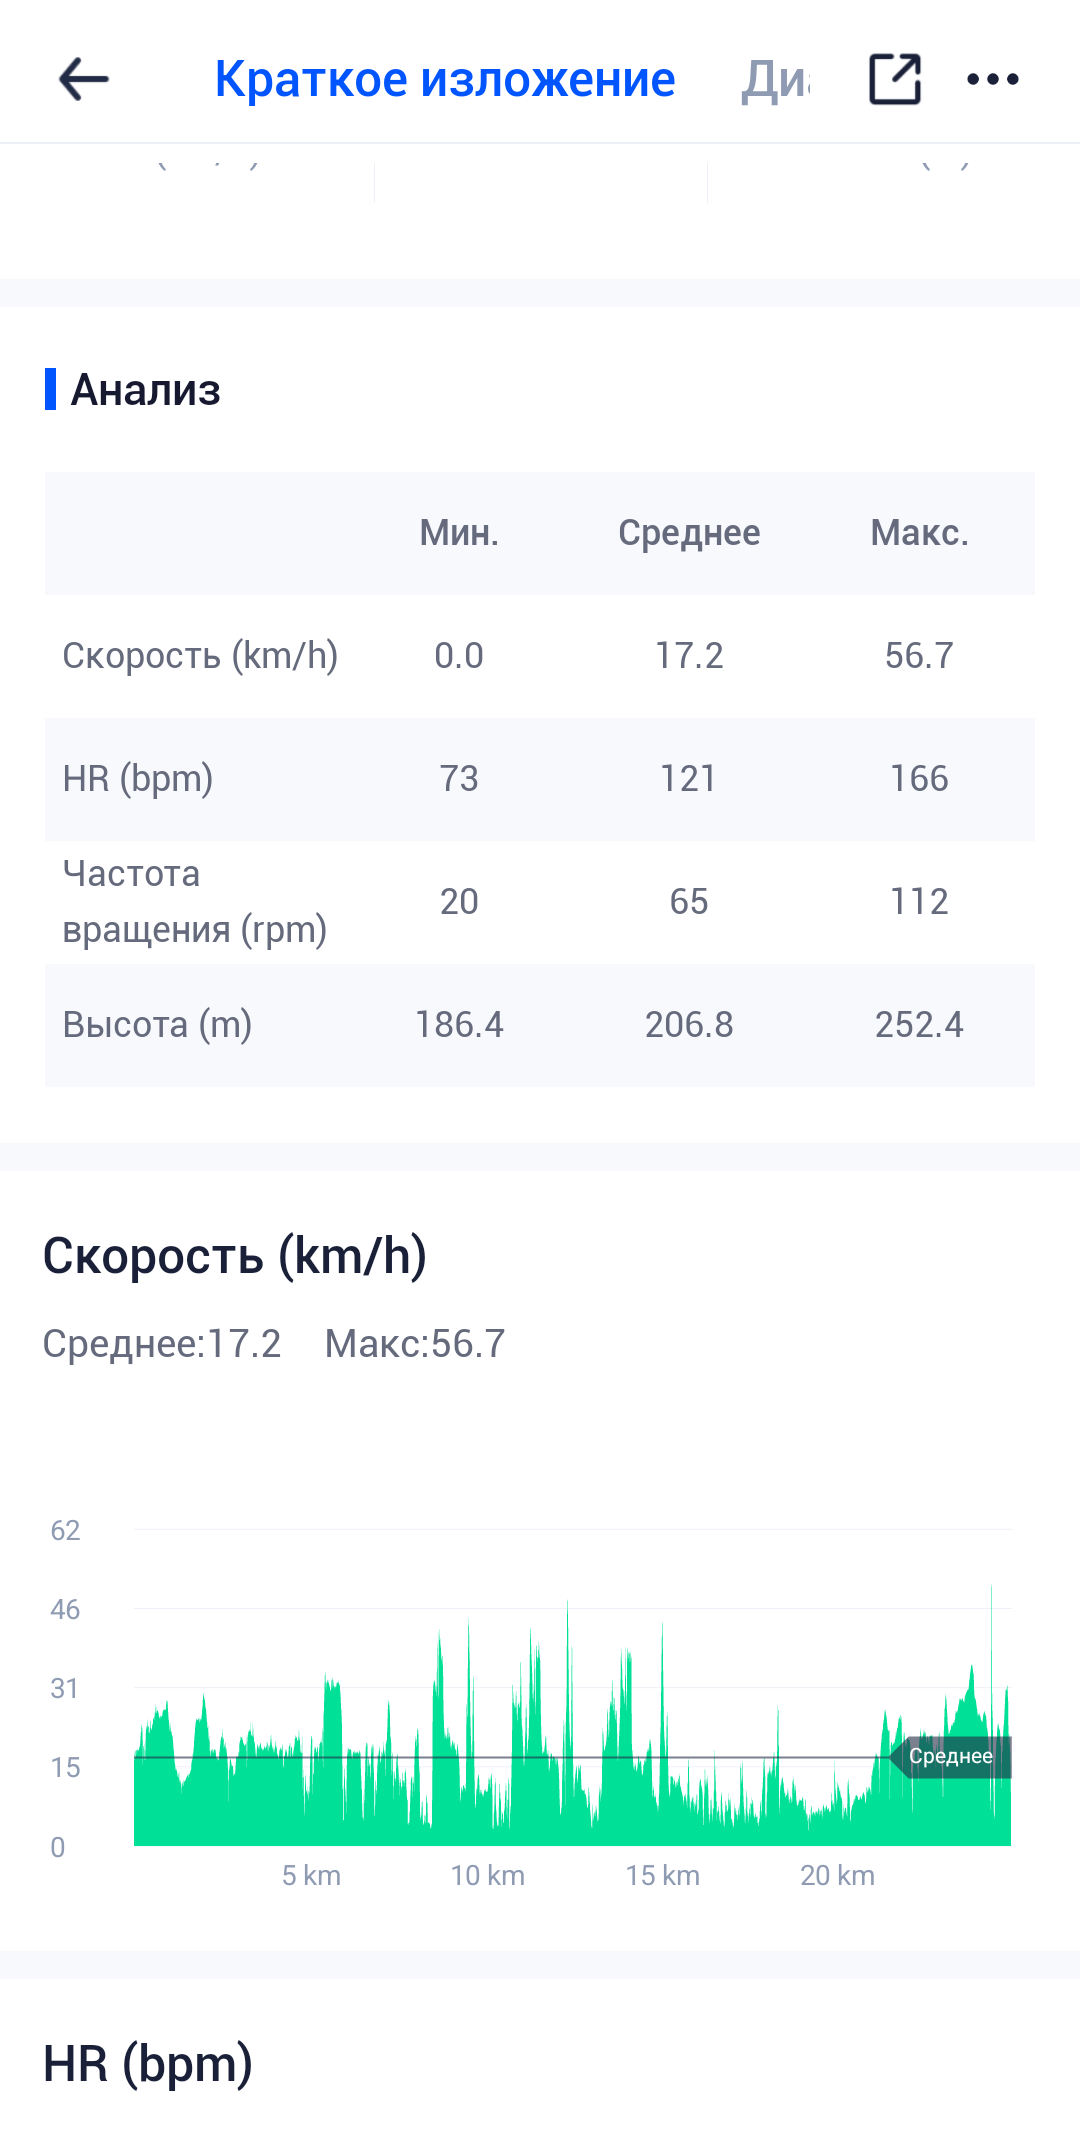 Краткое изложение
Анализ
Мин. Среднее Макс.
Скорость (km/h) 0.0 17.2 56.7
HR (bpm) 73 121 166
Частота
вращения (rpm) 20 65 112
Высота (m) 186.4 206.8 252.4
Скорость (km/h)
Среднее:17.2 Макс:56.7
62
46
31
15
Среднее
0
5 km 10 km 15 km 20 km
HR (bpm)